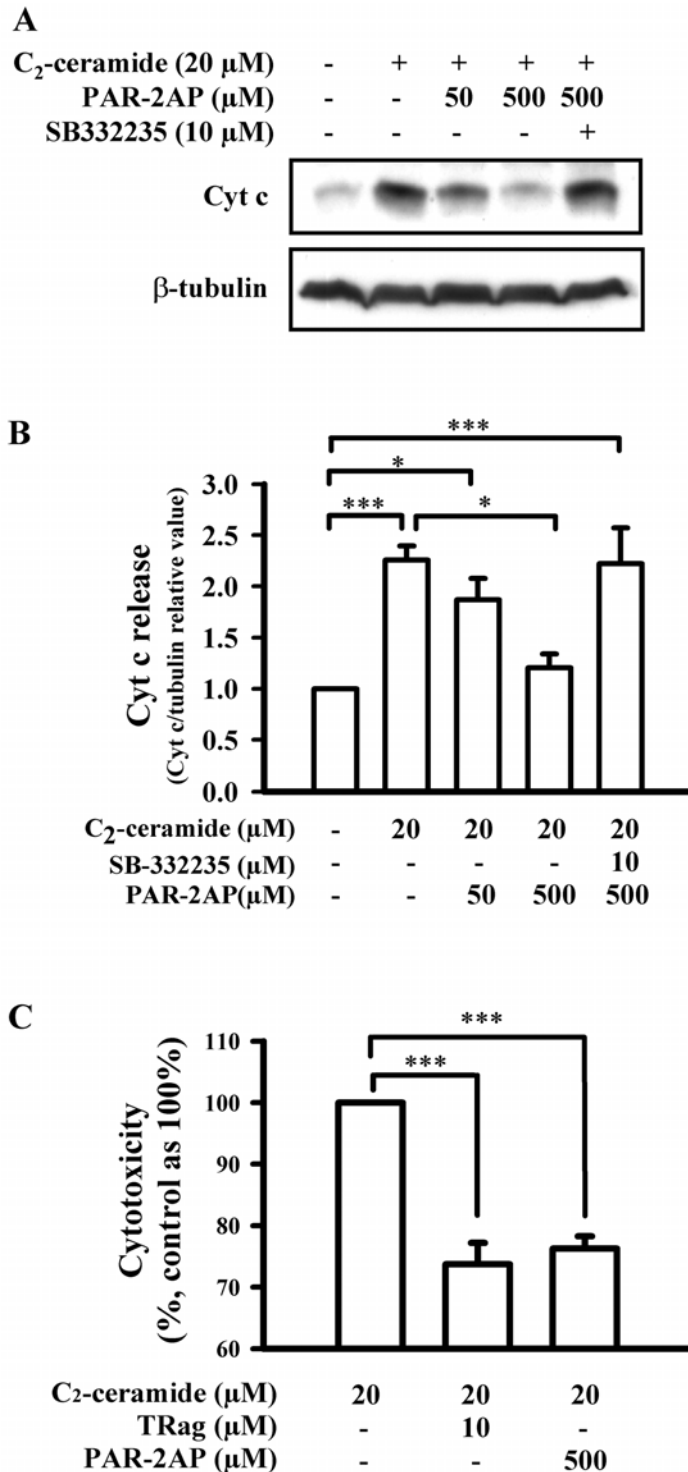 A
C₂-ceramide (20 μM) - + + + +
PAR-2AP (μM) - - 50 500 500
SB332235 (10 μM) - - - - +
Cyt c
β-tubulin
B
***
*
*** *
3.0
2.5
2.0
1.5
1.0
0.5
0.0
Cyt c release
(Cyt c/tubulin relative value)
C₂-ceramide (μM) - 20 20 20 20
SB-332235 (μM) - - - - 10
PAR-2AP(μM) - - 50 500 500
C
***
***
110
100
90
80
70
60
Cytotoxicity
(%, control as 100%)
C₂-ceramide (μM) 20 20 20
TRag (μM) - 10 -
PAR-2AP (μM) - - 500